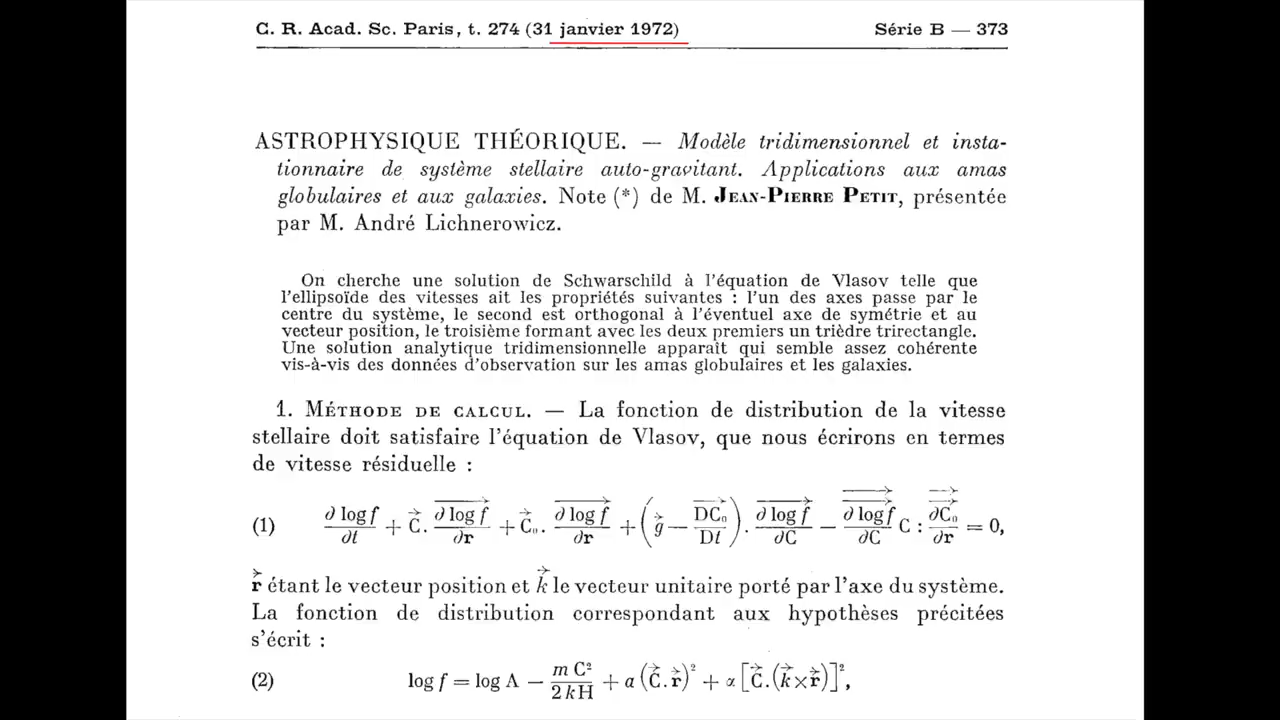 C. R. Acad. Sc. Paris, t. 274 (31 janvier 1972) Série B — 373
ASTROPHYSIQUE THÉORIQUE. — Modèle tridimensionnel et insta-
tionnaire de système stellaire auto-gravitant. Applications aux amas
globulaires et aux galaxies. Note (*) de M. JEAN-PIERRE PETIT, présentée
par M. André Lichnerowicz.
On cherche une solution de Schwarschild à l'équation de Vlasov telle que
l'ellipsoïde des vitesses ait les propriétés suivantes : l'un des axes passe par le
centre du système, le second est orthogonal à l'éventuel axe de symétrie et au
vecteur position, le troisième formant avec les deux premiers un trièdre trirectangle.
Une solution analytique tridimensionnelle apparaît qui semble assez cohérente
vis-à-vis des données d'observation sur les amas globulaires et les galaxies.
1. MÉTHODE DE CALCUL. — La fonction de distribution de la vitesse
stellaire doit satisfaire l'équation de Vlasov, que nous écrirons en termes
de vitesse résiduelle :
(1) ∂ log f/∂t + C⃗. ∂ log f/∂r + C⃗₀. ∂ log f/∂r + (g⃗ − DC₀/Dt) . ∂ log f/∂C − ∂ log f/∂C C : ∂C₀/∂r = 0,
r⃗ étant le vecteur position et k⃗ le vecteur unitaire porté par l'axe du système.
La fonction de distribution correspondant aux hypothèses précitées
s'écrit :
(2) log f = log A − m C²/2 k H + a (C⃗.r⃗)² + α [C⃗.(k⃗×r⃗)]²,